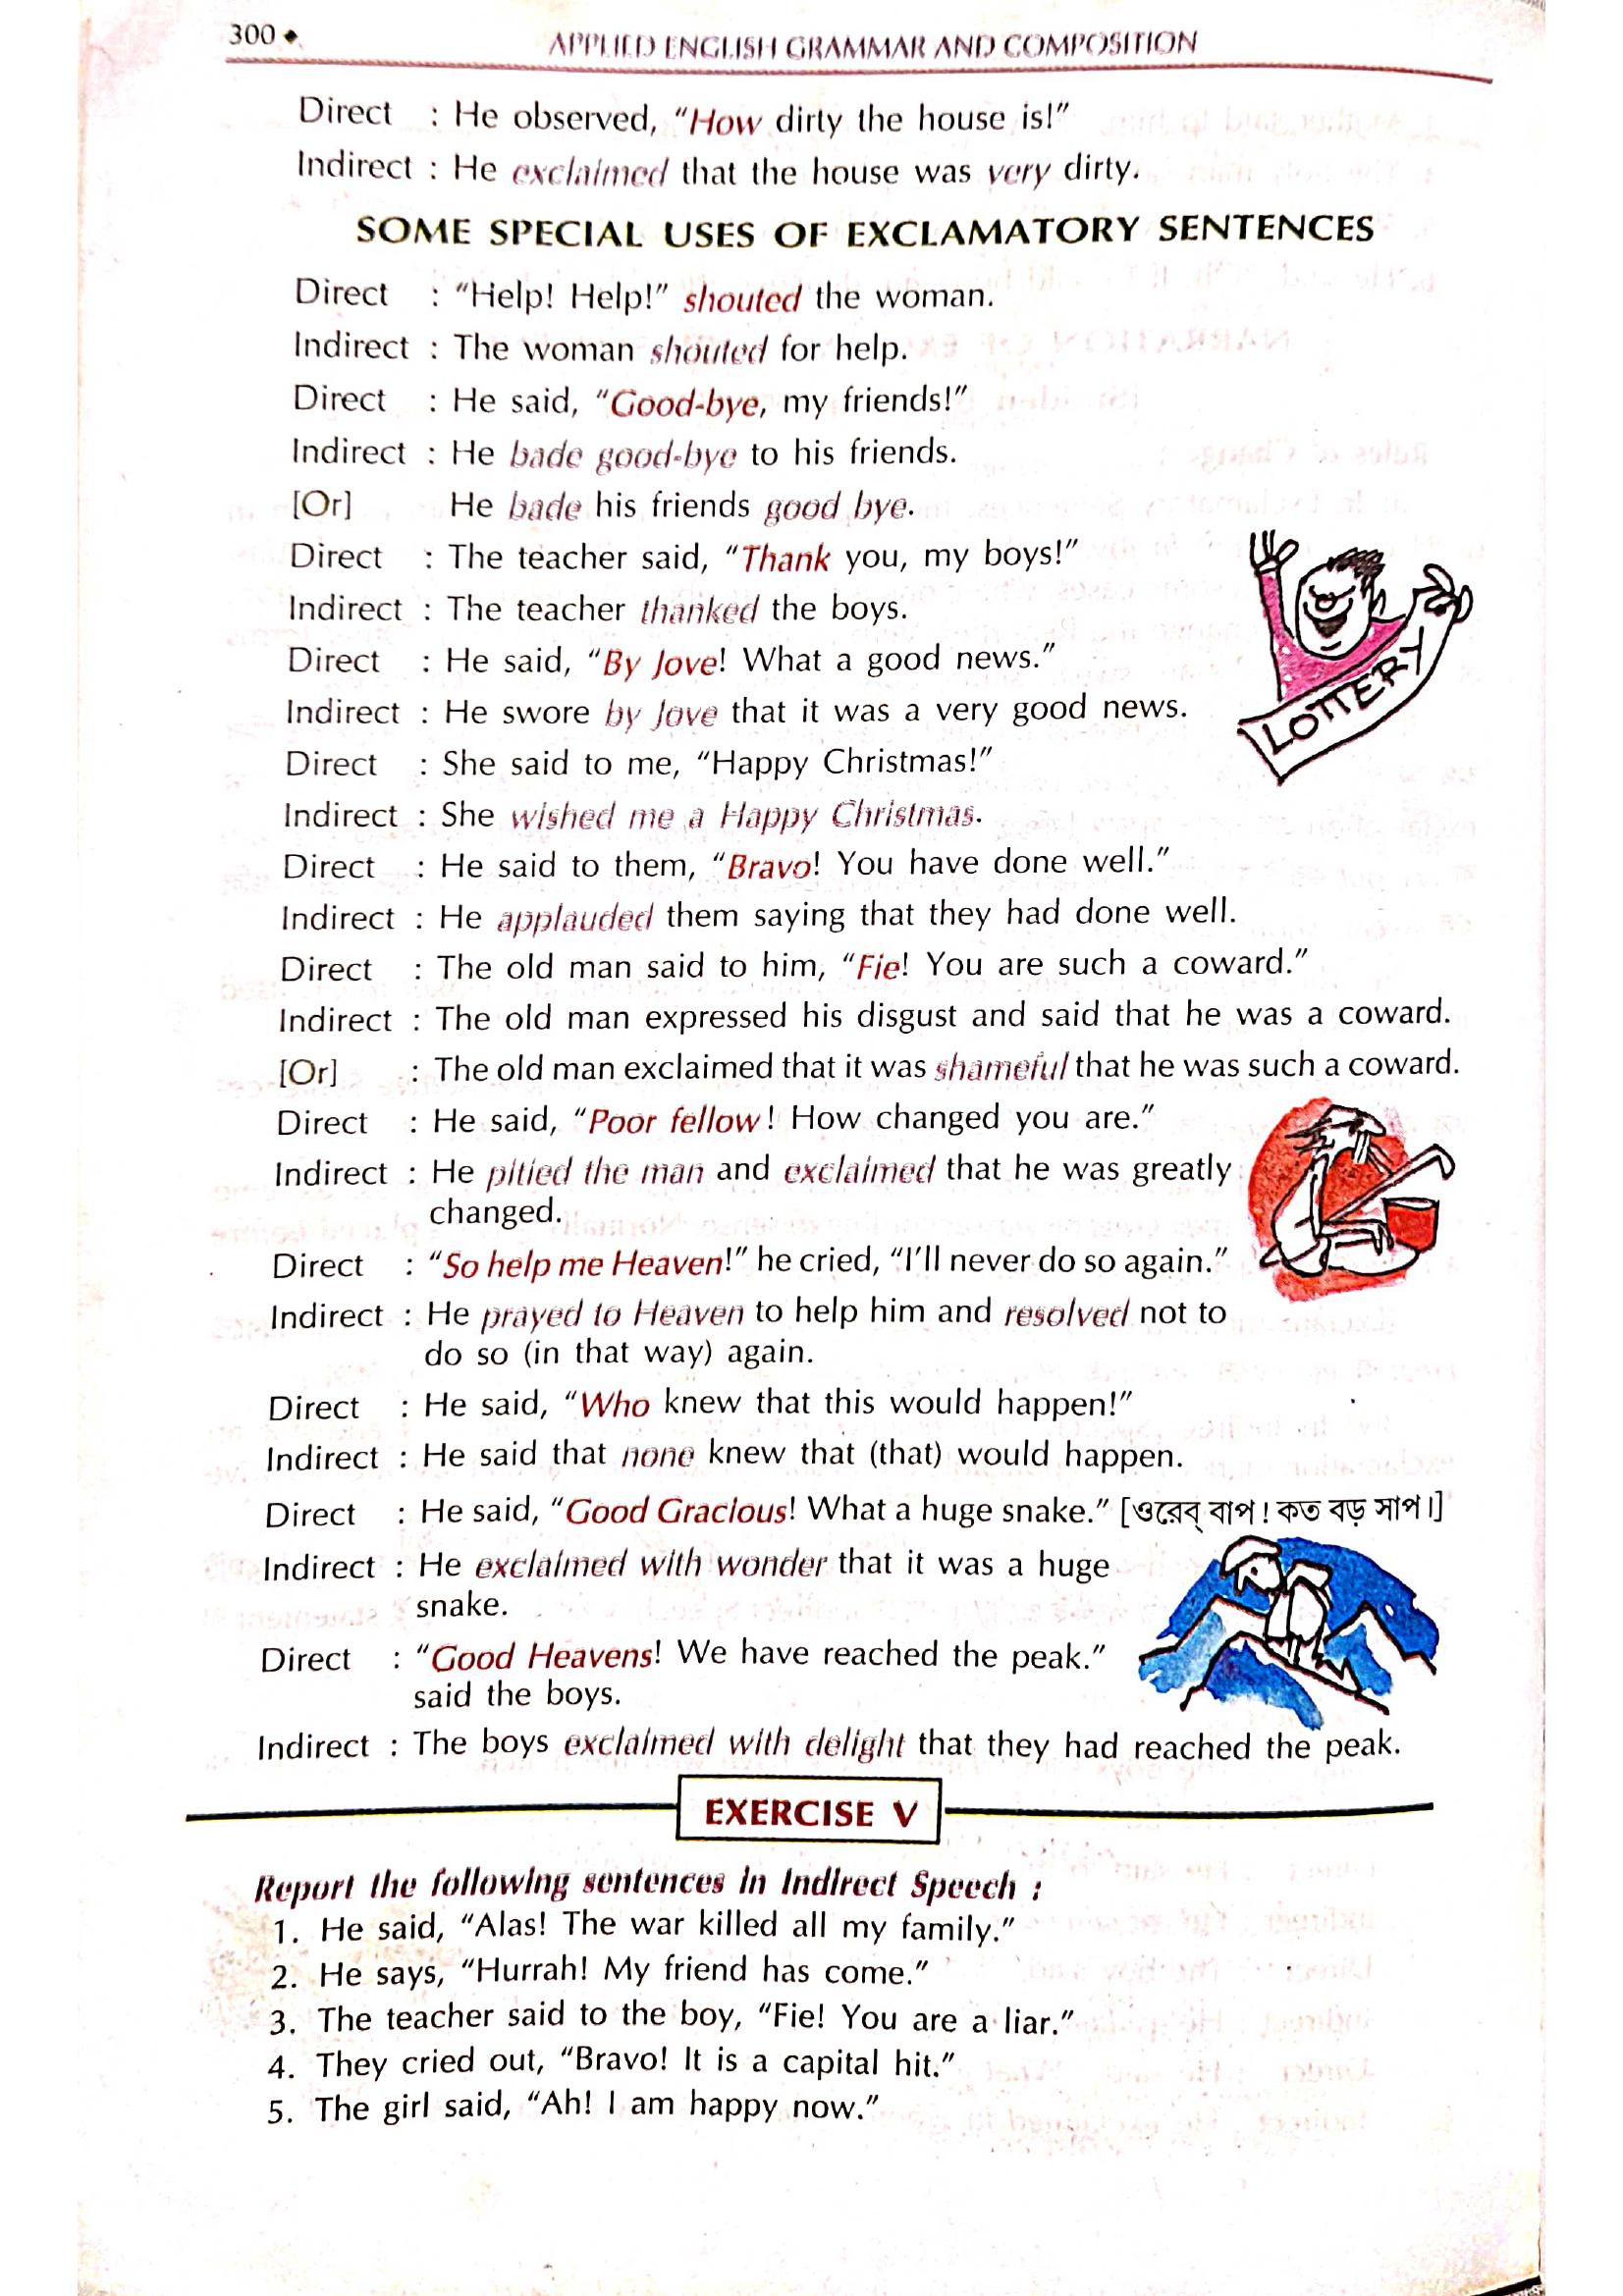 300 ◆ APPLIED ENGLISH GRAMMAR AND COMPOSITION
Direct : He observed, “How dirty the house is!”
Indirect : He exclaimed that the house was very dirty.
SOME SPECIAL USES OF EXCLAMATORY SENTENCES
Direct : “Help! Help!” shouted the woman.
Indirect : The woman shouted for help.
Direct : He said, “Good-bye, my friends!”
Indirect : He bade good-bye to his friends.
[Or] He bade his friends good bye.
Direct : The teacher said, “Thank you, my boys!”
Indirect : The teacher thanked the boys.
Direct : He said, “By Jove! What a good news.”
Indirect : He swore by Jove that it was a very good news.
LOTTERY
Direct : She said to me, “Happy Christmas!”
Indirect : She wished me a Happy Christmas.
Direct : He said to them, “Bravo! You have done well.”
Indirect : He applauded them saying that they had done well.
Direct : The old man said to him, “Fie! You are such a coward.”
Indirect : The old man expressed his disgust and said that he was a coward.
[Or] : The old man exclaimed that it was shameful that he was such a coward.
Direct : He said, “Poor fellow! How changed you are.”
Indirect : He pitied the man and exclaimed that he was greatly
changed.
Direct : “So help me Heaven!” he cried, “I’ll never do so again.”
Indirect : He prayed to Heaven to help him and resolved not to
do so (in that way) again.
Direct : He said, “Who knew that this would happen!”
Indirect : He said that none knew that (that) would happen.
Direct : He said, “Good Gracious! What a huge snake.” [ওরেব্ বাপ ! কত বড় সাপ।]
Indirect : He exclaimed with wonder that it was a huge
snake.
Direct : “Good Heavens! We have reached the peak.”
said the boys.
Indirect : The boys exclaimed with delight that they had reached the peak.
EXERCISE V
Report the following sentences in Indirect Speech :
1. He said, “Alas! The war killed all my family.”
2. He says, “Hurrah! My friend has come.”
3. The teacher said to the boy, “Fie! You are a liar.”
4. They cried out, “Bravo! It is a capital hit.”
5. The girl said, “Ah! I am happy now.”